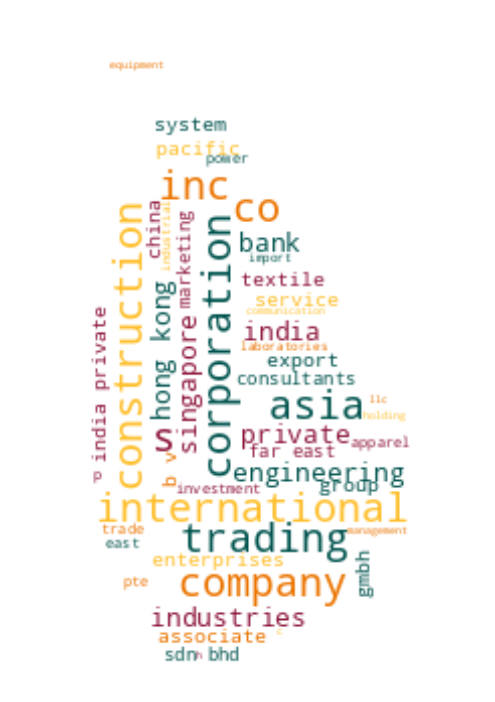 equipment
system
pacific
power
inc
co
construction
china
industrial
marketing
corporation
bank
import
textile
service
communication
hong kong
singapore
india private
india
laboratories
export
consultants
asia
llc
holding
s
private
apparel
far east
b v
p
engineering
group
investment
international
trade
trading
management
east
enterprises
gmbh
pte
company
industries
associate
c
sdn
h
bhd